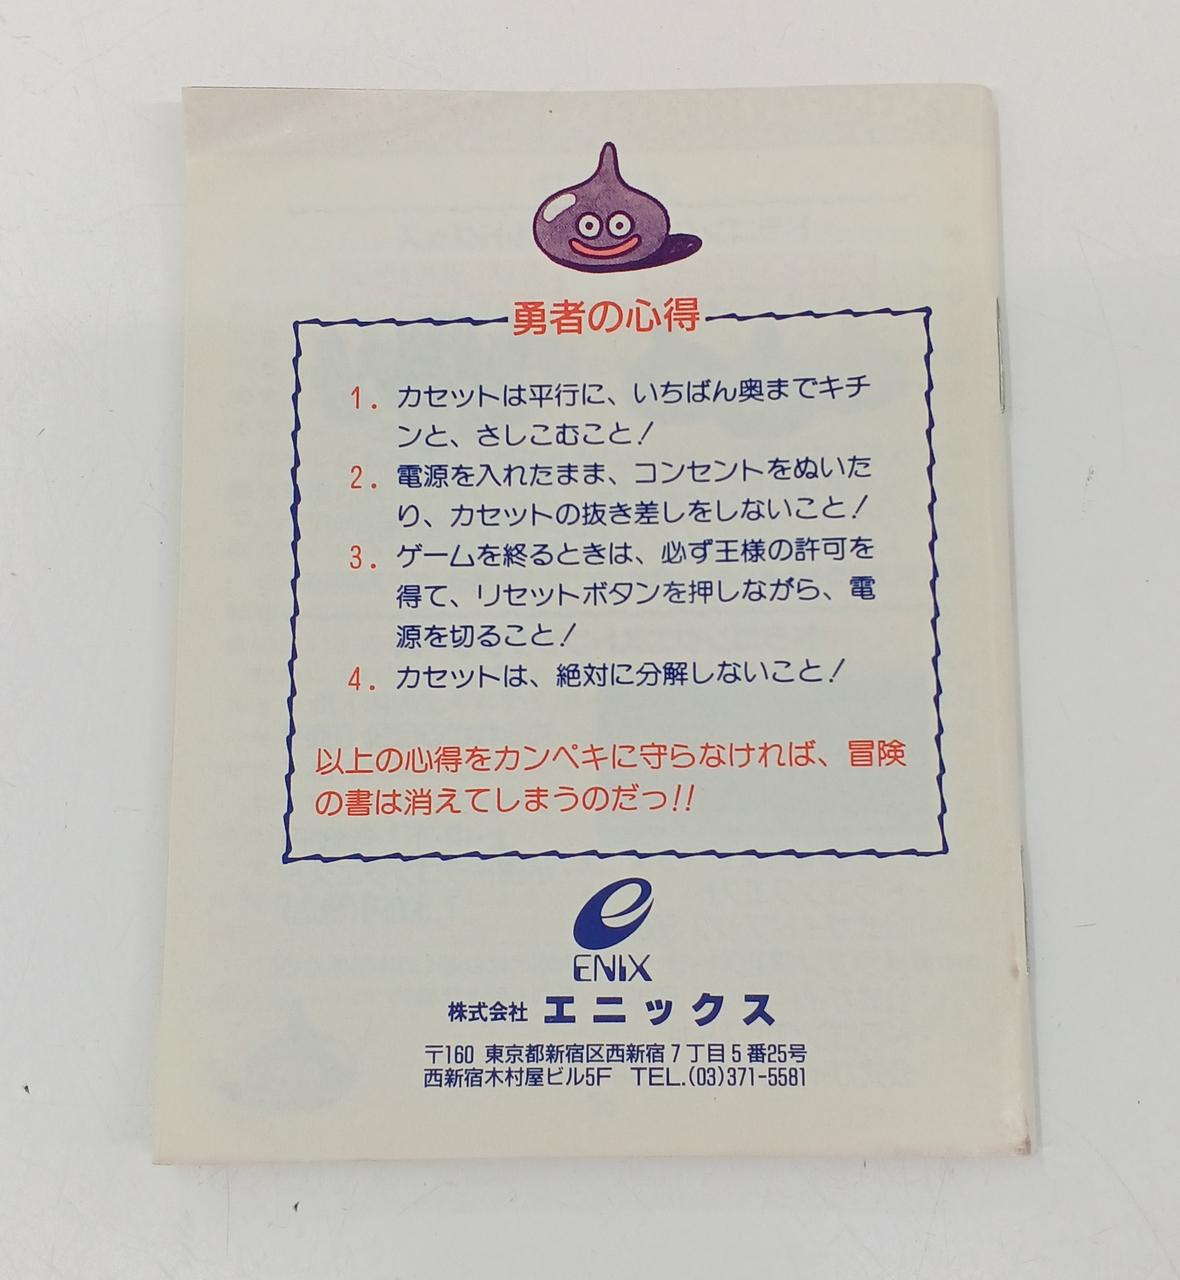 勇者の心得
1. カセットは平行に、いちばん奥までキチ
ンと、さしこむこと！
2. 電源を入れたまま、コンセントをぬいた
り、カセットの抜き差しをしないこと！
3. ゲームを終るときは、必ず王様の許可を
得て、リセットボタンを押しながら、電
源を切ること！
4. カセットは、絶対に分解しないこと！
以上の心得をカンペキに守らなければ、冒険
の書は消えてしまうのだっ!!
ENIX
株式会社 エニックス
〒160 東京都新宿区西新宿7丁目5番25号
西新宿木村屋ビル5F TEL.(03)371-5581